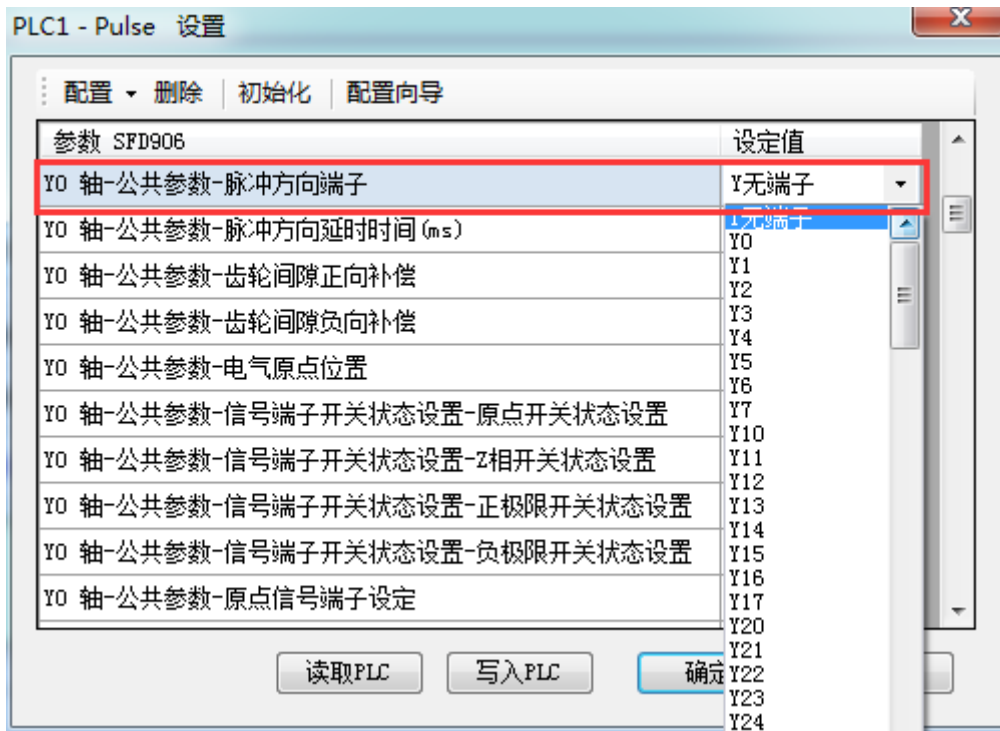 PLC1 - Pulse 设置
配置 删除 初始化 配置向导
参数 SFD906 设定值
Y0 轴-公共参数-脉冲方向端子 Y无端子
Y0 轴-公共参数-脉冲方向延时时间(ms)
Y0 轴-公共参数-齿轮间隙正向补偿
Y0 轴-公共参数-齿轮间隙负向补偿
Y0 轴-公共参数-电气原点位置
Y0 轴-公共参数-信号端子开关状态设置-原点开关状态设置
Y0 轴-公共参数-信号端子开关状态设置-Z相开关状态设置
Y0 轴-公共参数-信号端子开关状态设置-正极限开关状态设置
Y0 轴-公共参数-信号端子开关状态设置-负极限开关状态设置
Y0 轴-公共参数-原点信号端子设定
Y无端子
Y0
Y1
Y2
Y3
Y4
Y5
Y6
Y7
Y10
Y11
Y12
Y13
Y14
Y15
Y16
Y17
Y20
Y21
Y22
Y23
Y24
读取PLC 写入PLC 确定